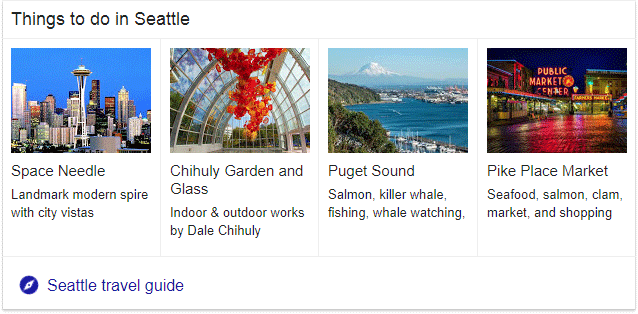 Things to do in Seattle
PUBLIC
MARKET
CENTER
FARMERS MARKET
Space Needle
Landmark modern spire
with city vistas
Chihuly Garden and
Glass
Indoor & outdoor works
by Dale Chihuly
Puget Sound
Salmon, killer whale,
fishing, whale watching,
Pike Place Market
Seafood, salmon, clam,
market, and shopping
Seattle travel guide